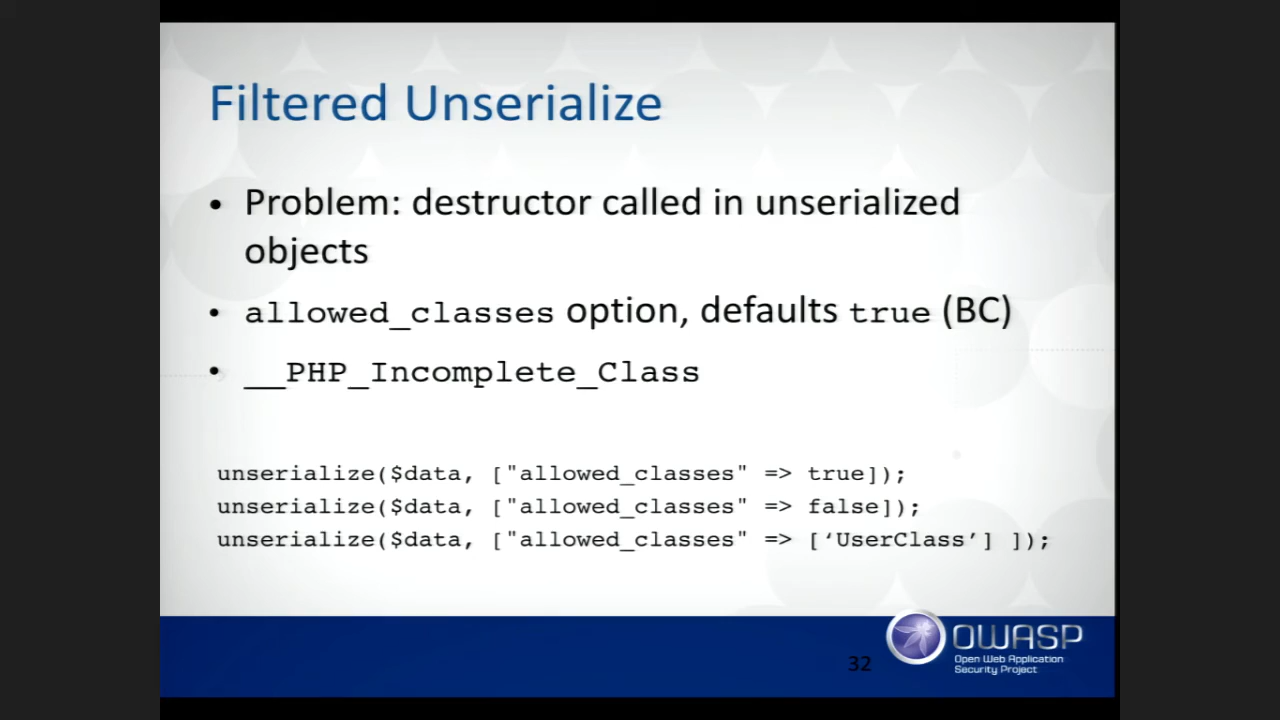 Filtered Unserialize
• Problem: destructor called in unserialized
objects
• allowed_classes option, defaults true (BC)
• __PHP_Incomplete_Class
unserialize($data, ["allowed_classes" => true]);
unserialize($data, ["allowed_classes" => false]);
unserialize($data, ["allowed_classes" => [‘UserClass’] ]);
32
OWASP
Open Web Application
Security Project